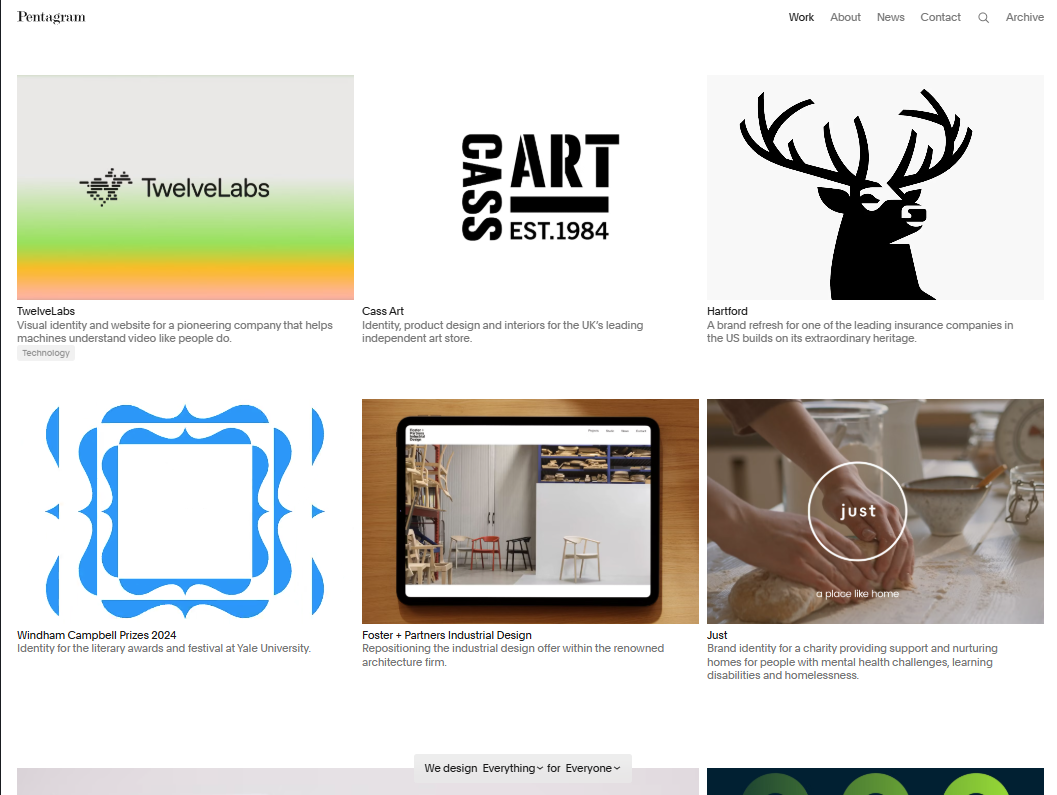 Pentagram
Work About News Contact Archive
TwelveLabs
CASS ART
EST.1984
TwelveLabs
Visual identity and website for a pioneering company that helps
machines understand video like people do.
Technology
Cass Art
Identity, product design and interiors for the UK's leading
independent art store.
Hartford
A brand refresh for one of the leading insurance companies in
the US builds on its extraordinary heritage.
Foster +
Partners
Industrial
Design
just
a place like home
Windham Campbell Prizes 2024
Identity for the literary awards and festival at Yale University.
Foster + Partners Industrial Design
Repositioning the industrial design offer within the renowned
architecture firm.
Just
Brand identity for a charity providing support and nurturing
homes for people with mental health challenges, learning
disabilities and homelessness.
We design Everything for Everyone